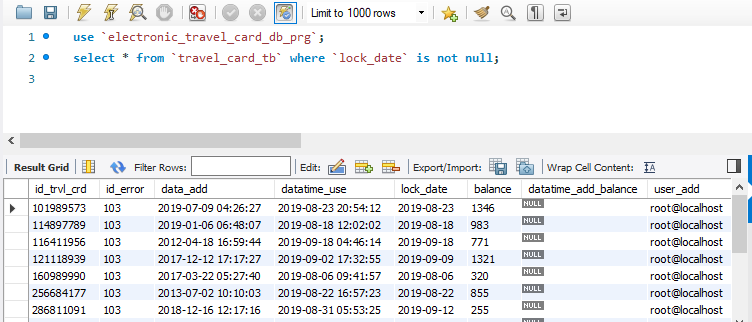 Limit to 1000 rows
1 use `electronic_travel_card_db_prg`;
2 select * from `travel_card_tb` where `lock_date` is not null;
3
Result Grid Filter Rows: Edit: Export/Import: Wrap Cell Content:
id_trvl_crd id_error data_add datatime_use lock_date balance datatime_add_balance user_add
101989573 103 2019-07-09 04:26:27 2019-08-23 20:54:12 2019-08-23 1346 NULL root@localhost
114897789 103 2019-01-06 06:48:07 2019-08-18 12:02:02 2019-08-18 983 NULL root@localhost
116411956 103 2012-04-18 16:59:44 2019-09-18 04:46:14 2019-09-18 771 NULL root@localhost
121118939 103 2017-12-12 17:17:27 2019-09-02 17:32:55 2019-09-09 1321 NULL root@localhost
160989990 103 2017-03-22 05:27:40 2019-08-06 09:41:57 2019-08-06 320 NULL root@localhost
256684177 103 2013-07-02 10:10:03 2019-08-22 16:57:23 2019-08-22 855 NULL root@localhost
286811091 103 2018-12-16 12:17:16 2019-08-31 05:53:25 2019-09-12 255 NULL root@localhost